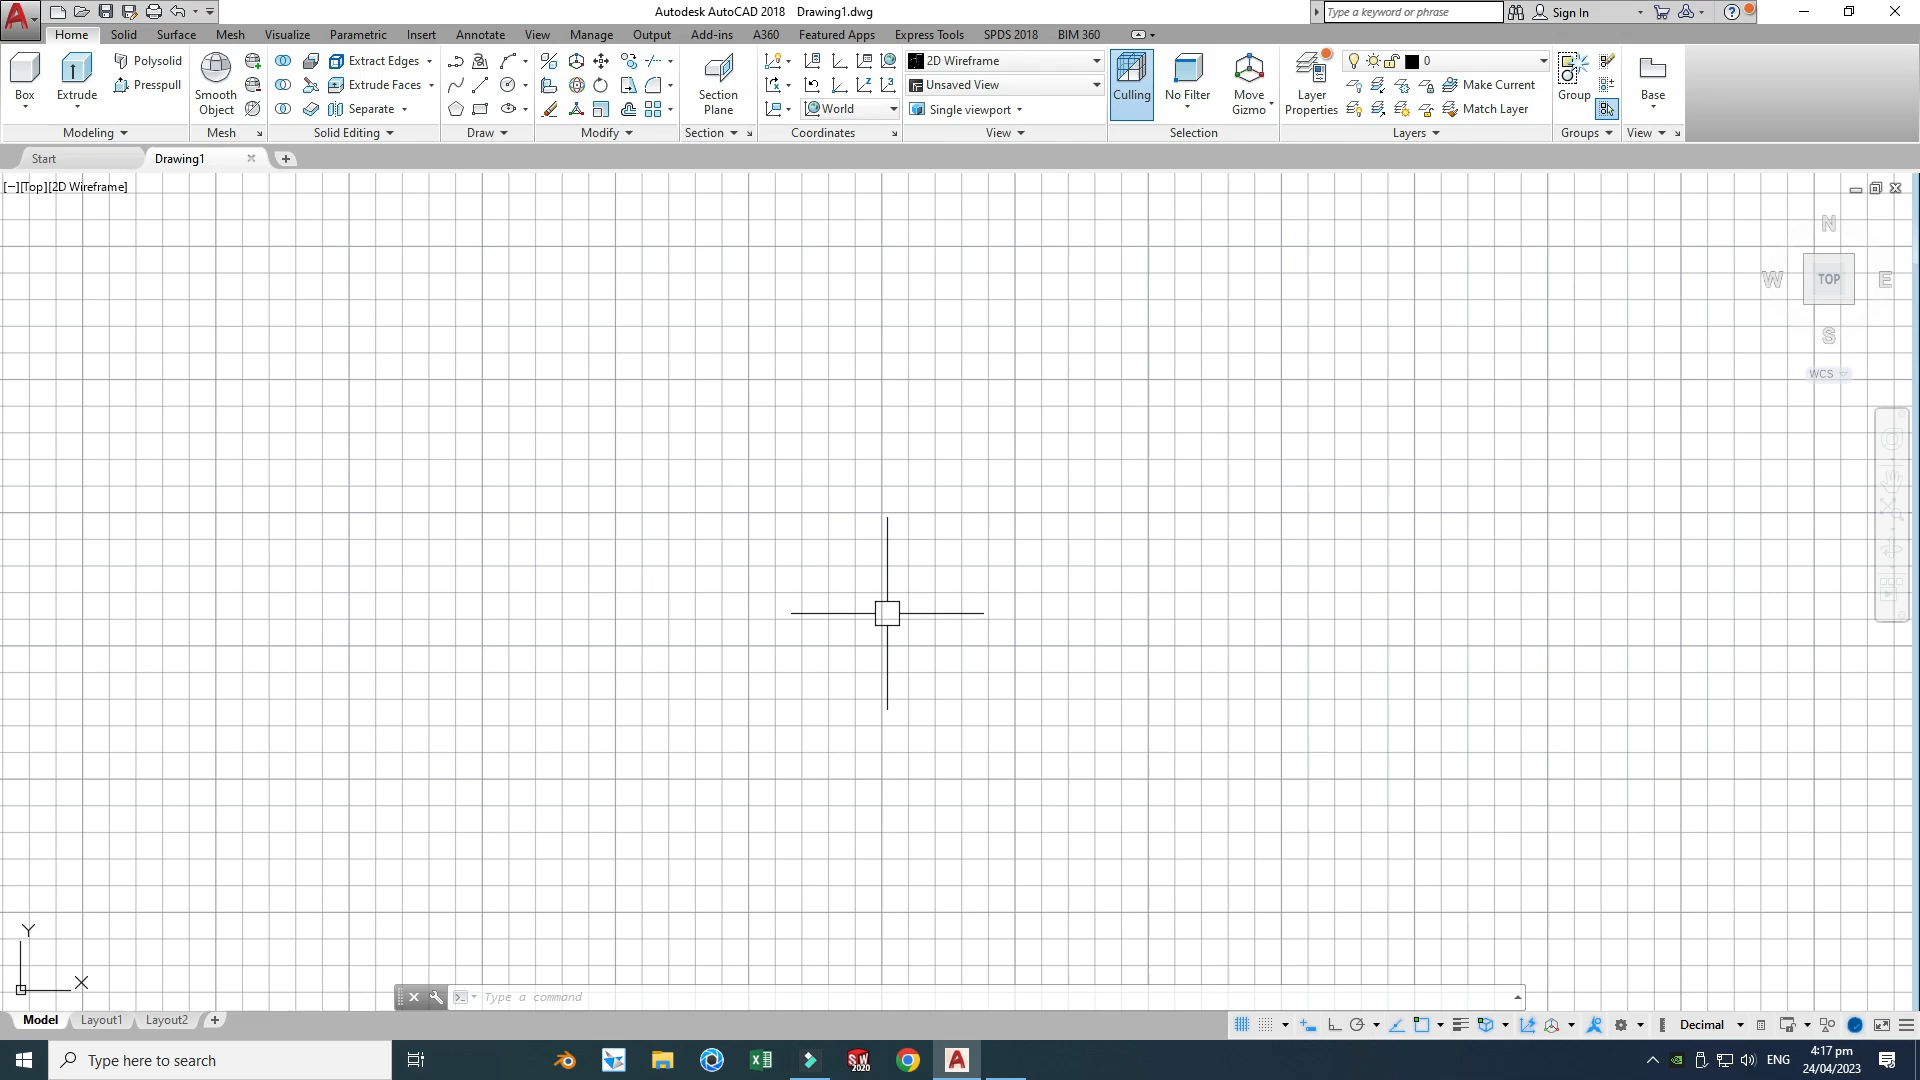 Autodesk AutoCAD 2018 Drawing1.dwg
Type a keyword or phrase
Sign In
Home Solid Surface Mesh Visualize Parametric Insert Annotate View Manage Output Add-ins A360 Featured Apps Express Tools SPDS 2018 BIM 360
Box
Extrude
Polysolid
Presspull
Modeling
Smooth
Object
Mesh
Extract Edges
Extrude Faces
Separate
Solid Editing
Draw
Modify
Section
Plane
Section
World
Coordinates
2D Wireframe
Unsaved View
Single viewport
View
Culling
No Filter
Move
Gizmo
Selection
Layer
Properties
0
Make Current
Match Layer
Layers
Group
Groups
Base
View
Start
Drawing1
[−][Top][2D Wireframe]
N
W
TOP
E
S
WCS
Y
X
Type a command
Model Layout1 Layout2
Decimal
Type here to search
SW
2020
ENG
4:17 pm
24/04/2023